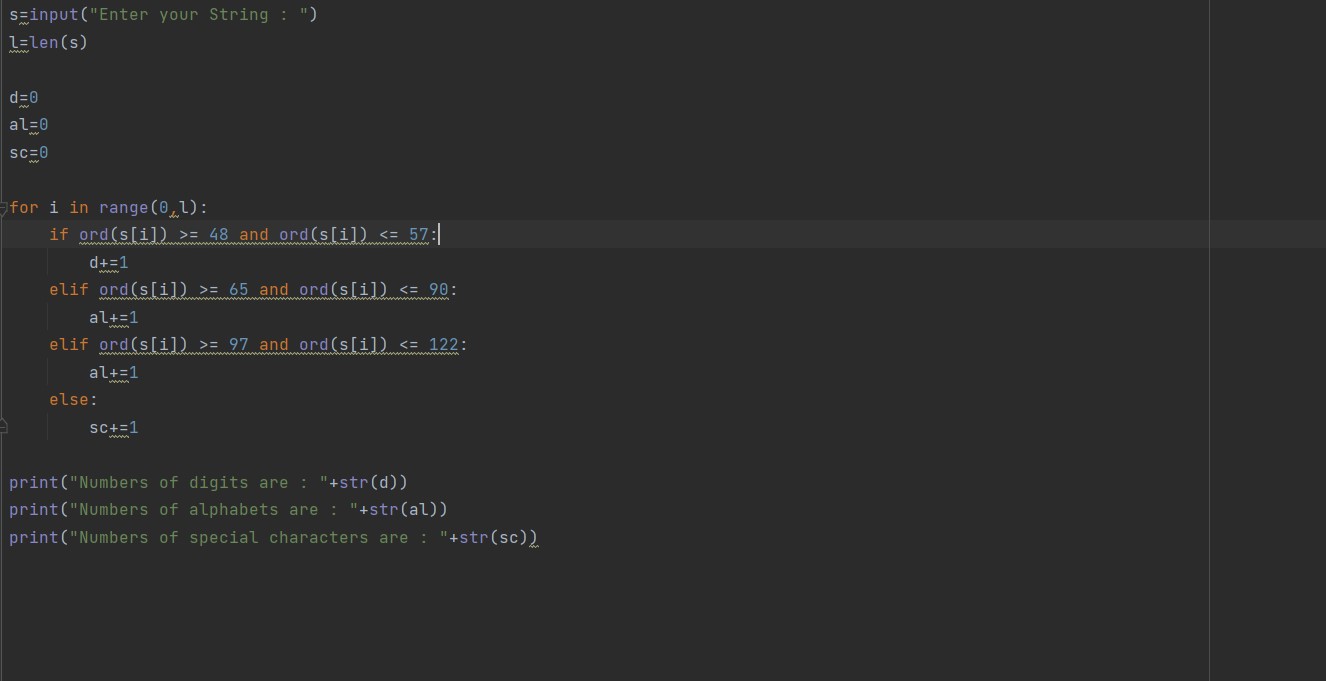 s=input("Enter your String : ")
l=len(s)

d=0
al=0
sc=0

for i in range(0,l):
    if ord(s[i]) >= 48 and ord(s[i]) <= 57:
        d+=1
    elif ord(s[i]) >= 65 and ord(s[i]) <= 90:
        al+=1
    elif ord(s[i]) >= 97 and ord(s[i]) <= 122:
        al+=1
    else:
        sc+=1

print("Numbers of digits are : "+str(d))
print("Numbers of alphabets are : "+str(al))
print("Numbers of special characters are : "+str(sc))